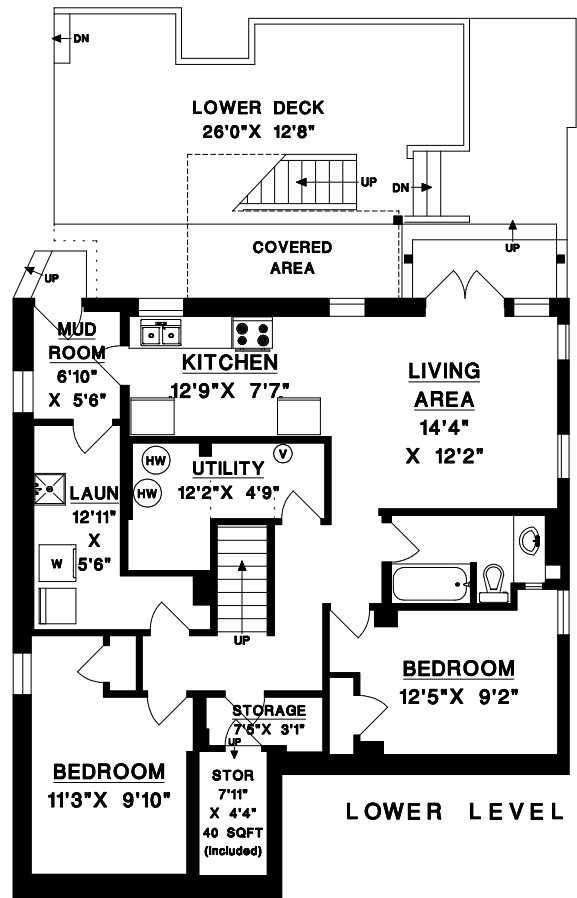 DN
LOWER DECK
26'0"X 12'8"
UP
DN
COVERED
AREA
UP
UP
MUD
ROOM
6'10"
X 5'6"
KITCHEN
12'9"X 7'7"
LIVING
AREA
14'4"
X 12'2"
HW
HW
UTILITY
12'2"X 4'9"
V
LAUN
12'11"
X
5'6"
W
UP
BEDROOM
12'5"X 9'2"
STORAGE
7'5"X 3'1"
UP
BEDROOM
11'3"X 9'10"
STOR
7'11"
X 4'4"
40 SQFT
(included)
LOWER LEVEL